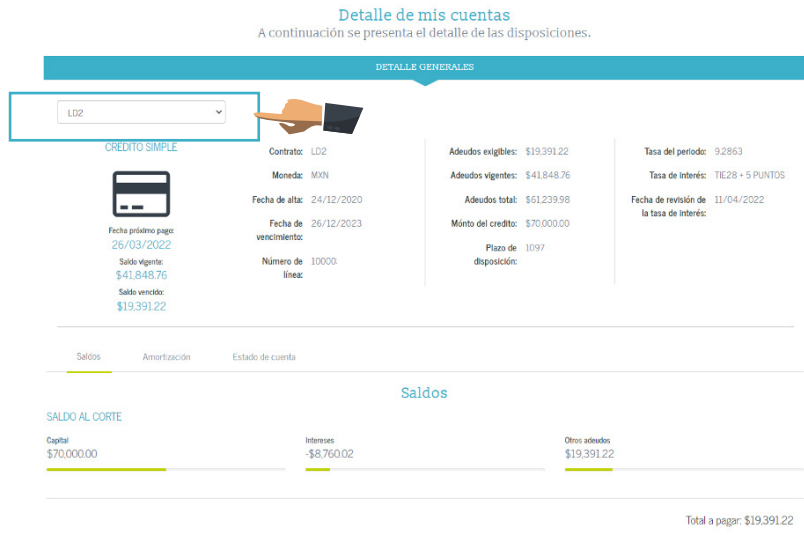 Detalle de mis cuentas
A continuación se presenta el detalle de las disposiciones.
DETALLE GENERALES
LD2
CRÉDITO SIMPLE
Fecha próximo pago:
26/03/2022
Saldo vigente:
$41,848.76
Saldo vencido:
$19,391.22
Contrato: LD2
Moneda: MXN
Fecha de alta: 24/12/2020
Fecha de vencimiento: 26/12/2023
Número de línea: 10000
Adeudos exigibles: $19,391.22
Adeudos vigentes: $41,848.76
Adeudos total: $61,239.98
Mónto del credito: $70,000.00
Plazo de disposición: 1097
Tasa del periodo: 9.2863
Tasa de interés: TIE28 + 5 PUNTOS
Fecha de revisión de la tasa de interés: 11/04/2022
Saldos Amortización Estado de cuenta
Saldos
SALDO AL CORTE
Capital
$70,000.00
Intereses
-$8,760.02
Otros adeudos
$19,391.22
Total a pagar: $19,391.22